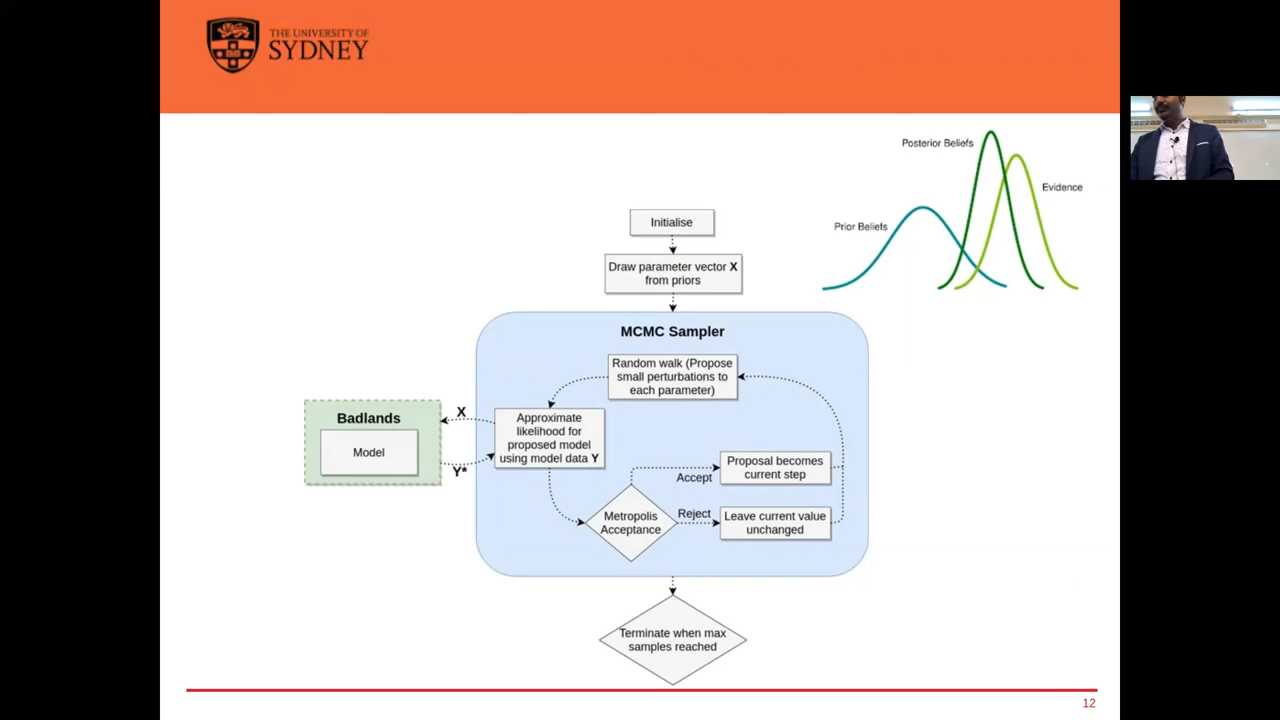 THE UNIVERSITY OF
SYDNEY
Posterior Beliefs
Evidence
Prior Beliefs
Initialise
Draw parameter vector X
from priors
MCMC Sampler
Random walk (Propose
small perturbations to
each parameter)
Badlands
Model
X
Y*
Approximate
likelihood for
proposed model
using model data Y
Accept
Proposal becomes
current step
Metropolis
Acceptance
Reject
Leave current value
unchanged
Terminate when max
samples reached
12